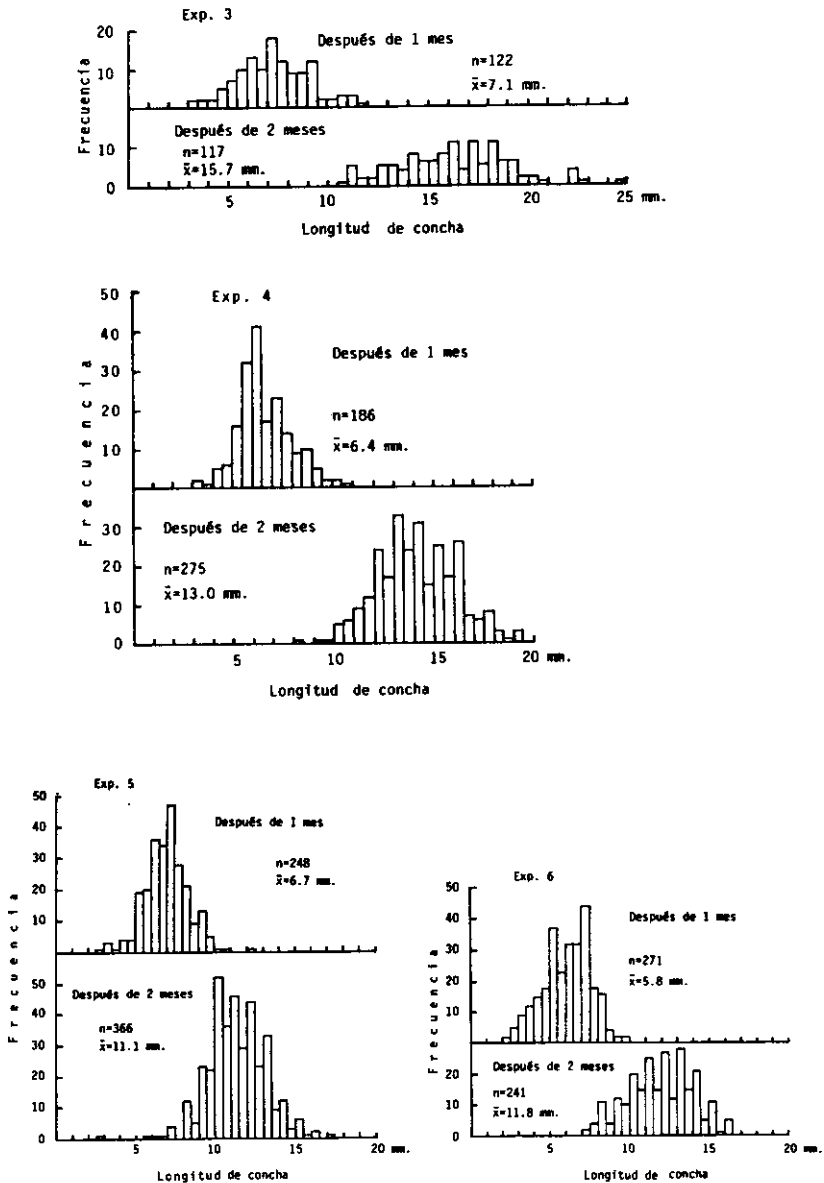 Exp. 3
Frecuencia
20
10
Después de 1 mes
n=122
x̄=7.1 mm.
Después de 2 meses
n=117
x̄=15.7 mm.
10
0
5
10
15
20
25 mm.
Longitud de concha
Exp. 4
Frecuencia
50
40
30
20
10
Después de 1 mes
n=186
x̄=6.4 mm.
Después de 2 meses
n=275
x̄=13.0 mm.
30
20
10
0
5
10
15
20 mm.
Longitud de concha
Exp. 5
Frecuencia
50
40
30
20
10
Después de 1 mes
n=248
x̄=6.7 mm.
Después de 2 meses
n=366
x̄=11.1 mm.
50
40
30
20
10
0
5
10
15
20 mm.
Longitud de concha
Exp. 6
Frecuencia
50
40
30
20
10
Después de 1 mes
n=271
x̄=5.8 mm.
Después de 2 meses
n=241
x̄=11.8 mm.
20
10
0
5
10
15
20 mm.
Longitud de concha